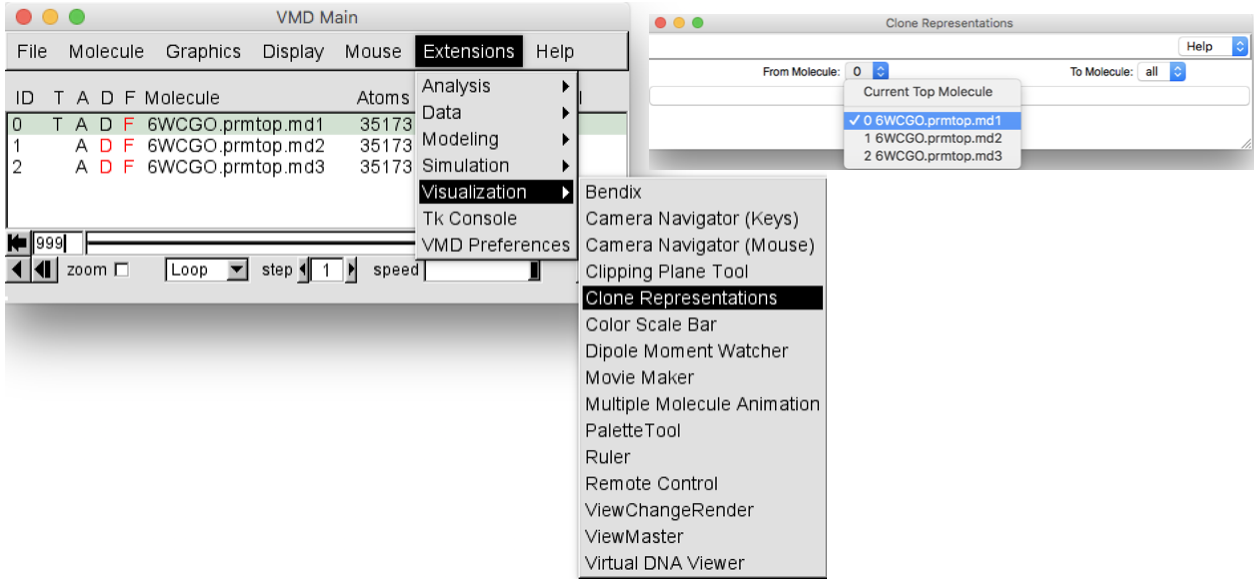 VMD Main
File Molecule Graphics Display Mouse Extensions Help
ID T A D F Molecule Atoms
0 T A D F 6WCGO.prmtop.md1 35173
1 A D F 6WCGO.prmtop.md2 35173
2 A D F 6WCGO.prmtop.md3 35173
999
zoom Loop step 1 speed
Analysis
Data
Modeling
Simulation
Visualization
Tk Console
VMD Preferences
Bendix
Camera Navigator (Keys)
Camera Navigator (Mouse)
Clipping Plane Tool
Clone Representations
Color Scale Bar
Dipole Moment Watcher
Movie Maker
Multiple Molecule Animation
PaletteTool
Ruler
Remote Control
ViewChangeRender
ViewMaster
Virtual DNA Viewer
Clone Representations
Help
From Molecule: 0 To Molecule: all
Current Top Molecule
✓ 0 6WCGO.prmtop.md1
1 6WCGO.prmtop.md2
2 6WCGO.prmtop.md3